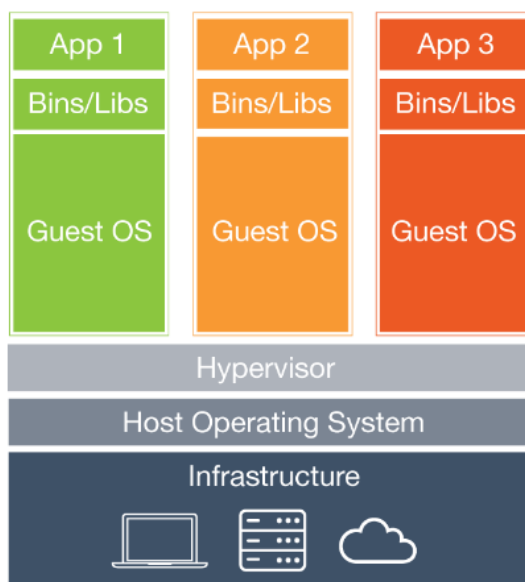 App 1
App 2
App 3
Bins/Libs
Bins/Libs
Bins/Libs
Guest OS
Guest OS
Guest OS
Hypervisor
Host Operating System
Infrastructure